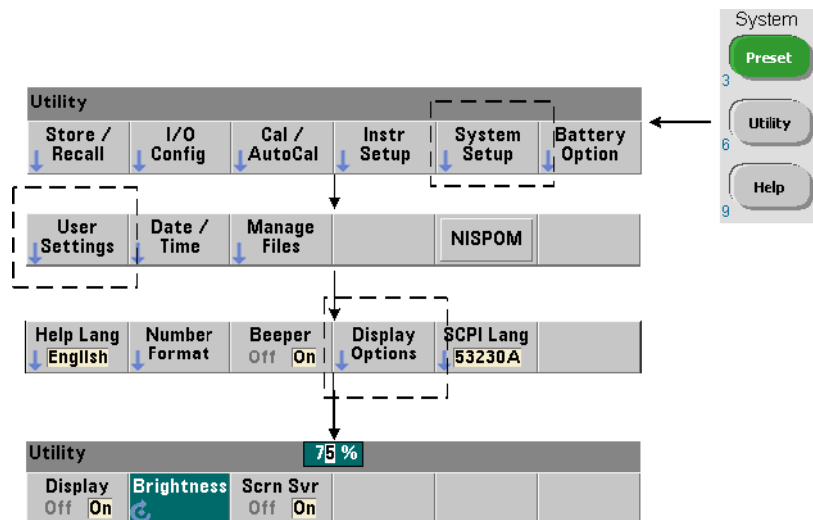 System
Preset
3
Utility
6
Help
9
Utility
Store / Recall
I/O Config
Cal / AutoCal
Instr Setup
System Setup
Battery Option
User Settings
Date / Time
Manage Files
NISPOM
Help Lang English
Number Format
Beeper Off On
Display Options
SCPI Lang 53230A
Utility 75 %
Display Off On
Brightness
Scrn Svr Off On